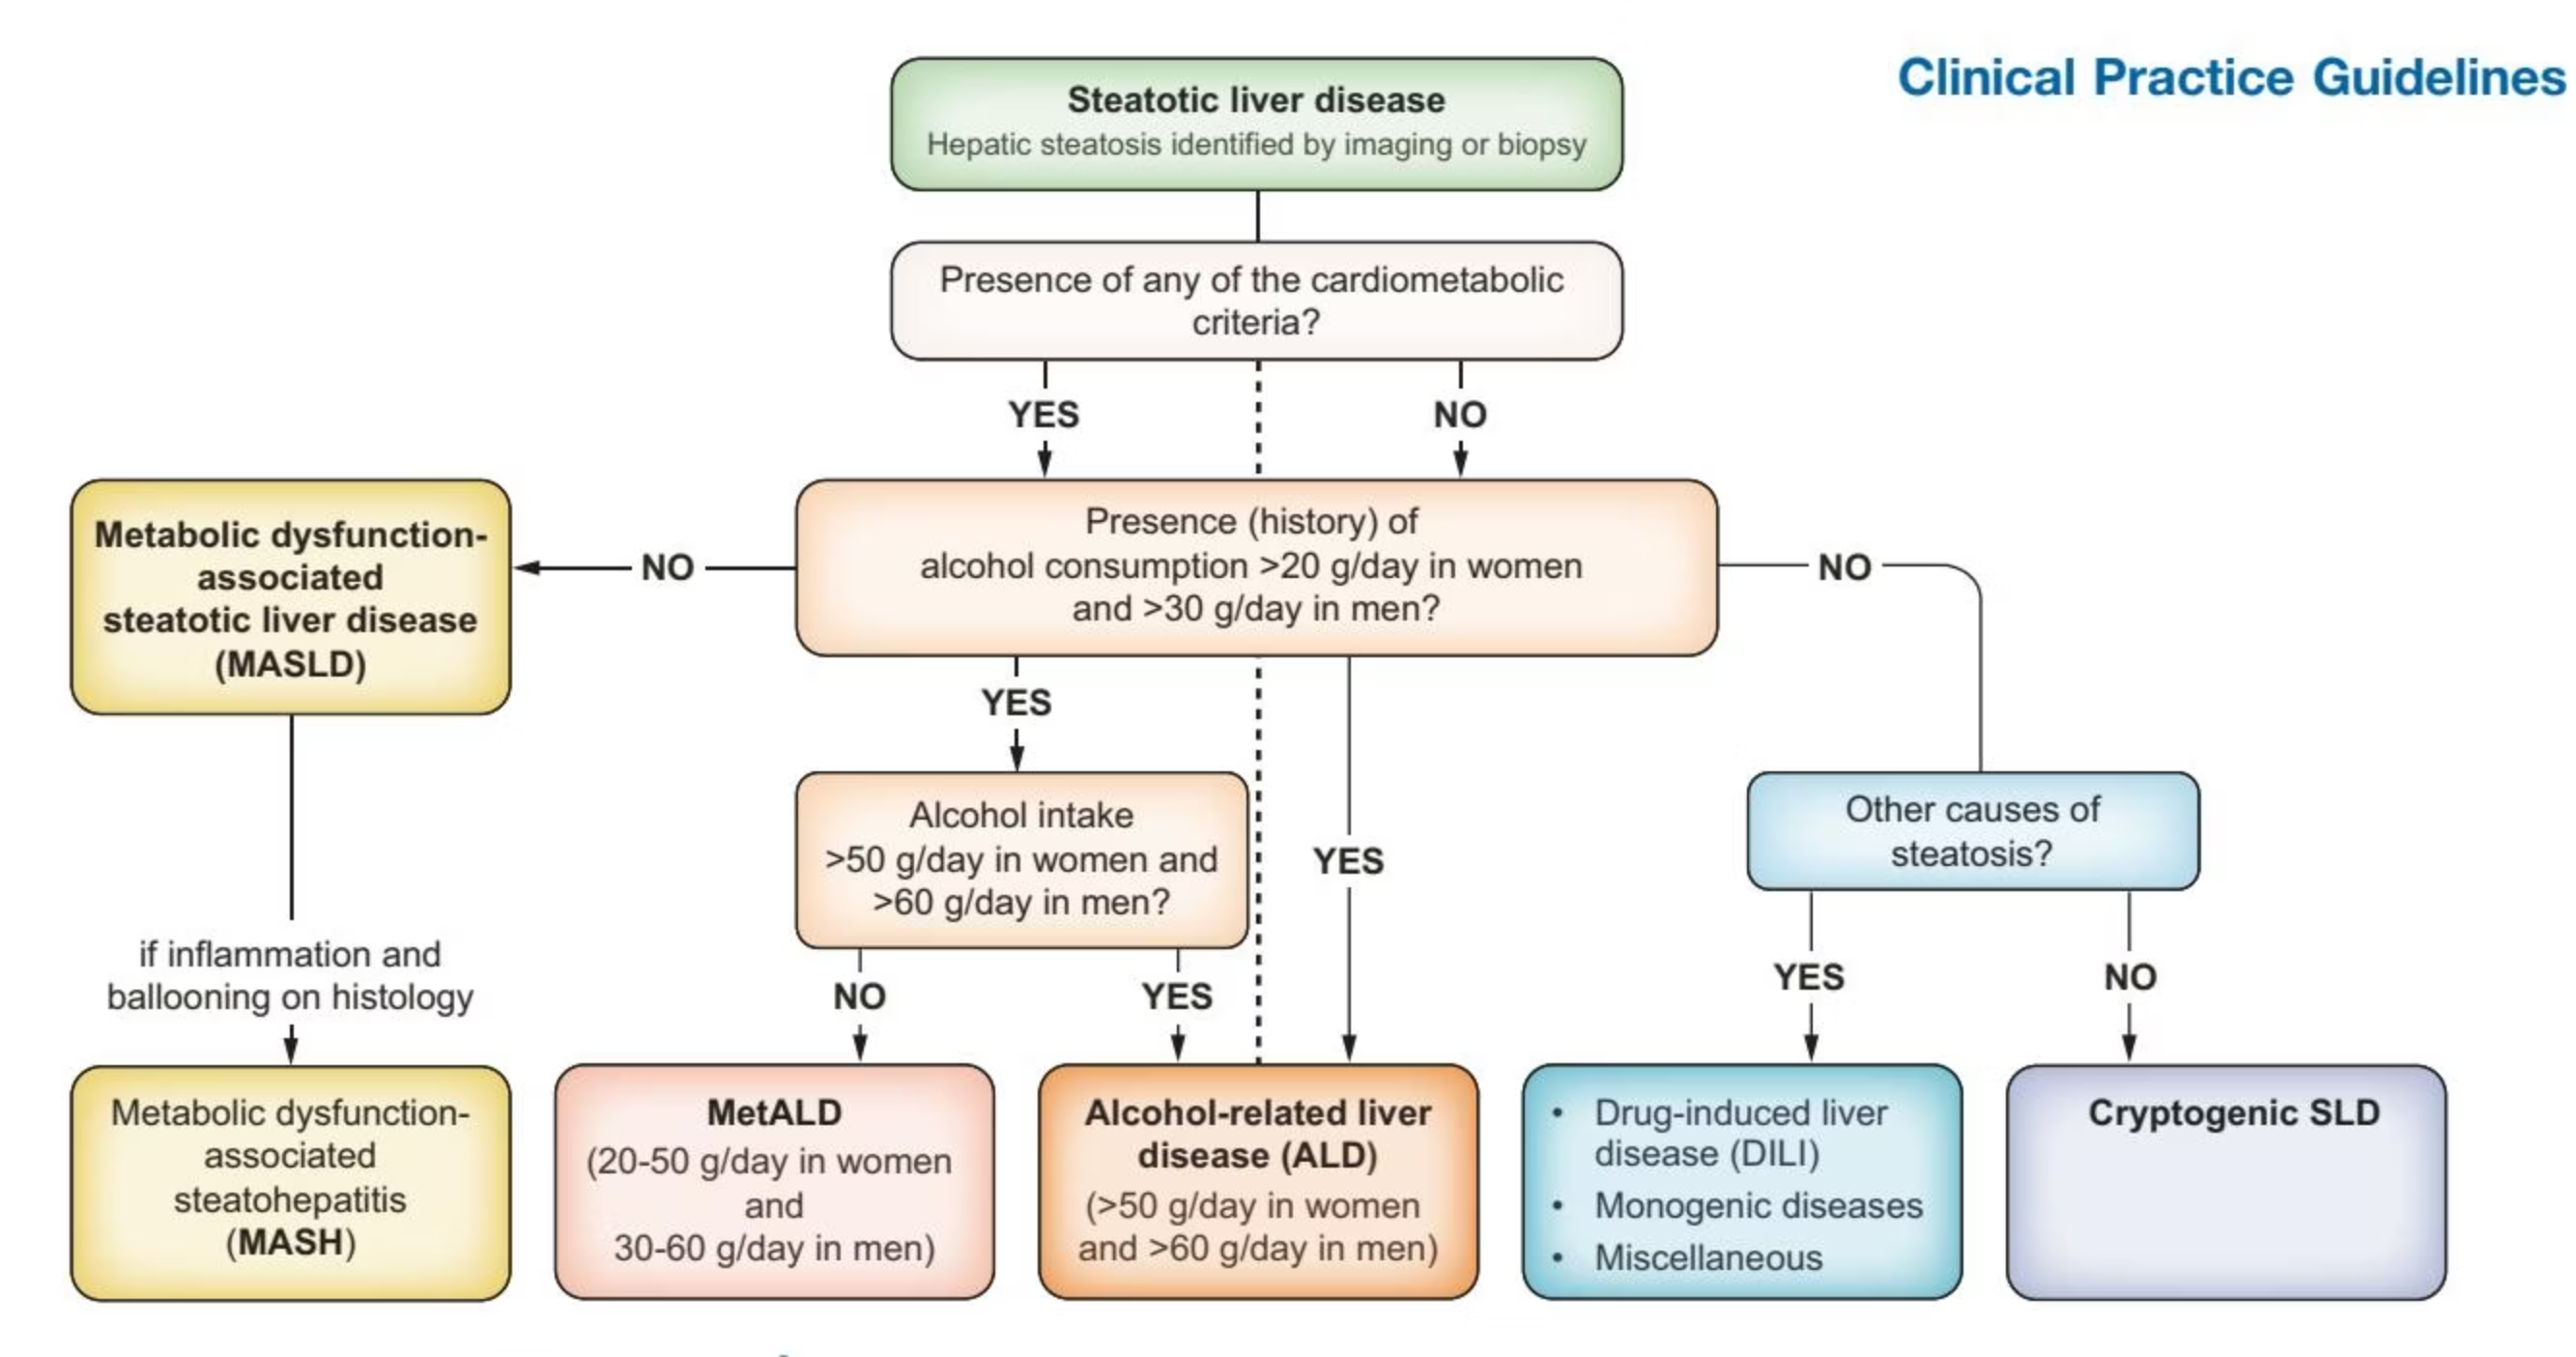 Clinical Practice Guidelines
Steatotic liver disease
Hepatic steatosis identified by imaging or biopsy
Presence of any of the cardiometabolic
criteria?
YES
NO
Metabolic dysfunction-
associated
steatotic liver disease
(MASLD)
NO
Presence (history) of
alcohol consumption >20 g/day in women
and >30 g/day in men?
NO
YES
Alcohol intake
>50 g/day in women and
>60 g/day in men?
YES
Other causes of
steatosis?
if inflammation and
ballooning on histology
NO
YES
YES
NO
Metabolic dysfunction-
associated
steatohepatitis
(MASH)
MetALD
(20-50 g/day in women
and
30-60 g/day in men)
Alcohol-related liver
disease (ALD)
(>50 g/day in women
and >60 g/day in men)
• Drug-induced liver
disease (DILI)
• Monogenic diseases
• Miscellaneous
Cryptogenic SLD